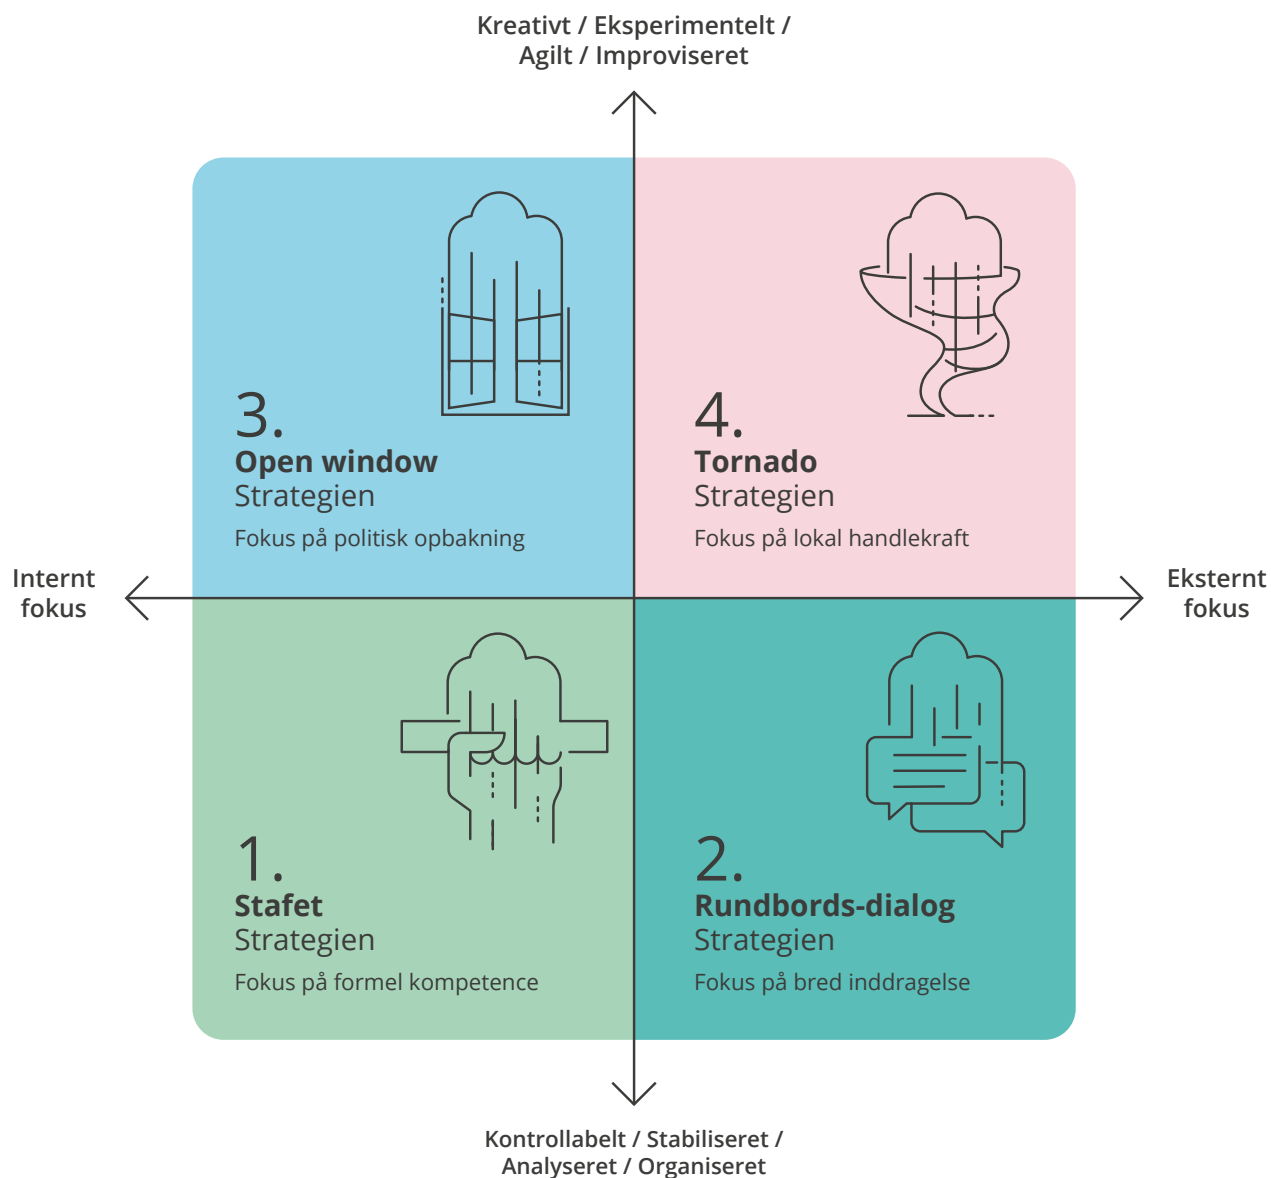 Kreativt / Eksperimentelt /
Agilt / Improviseret
3.
Open window
Strategien
Fokus på politisk opbakning
4.
Tornado
Strategien
Fokus på lokal handlekraft
Internt
fokus
Eksternt
fokus
1.
Stafet
Strategien
Fokus på formel kompetence
2.
Rundbords-dialog
Strategien
Fokus på bred inddragelse
Kontrollabelt / Stabiliseret /
Analyseret / Organiseret